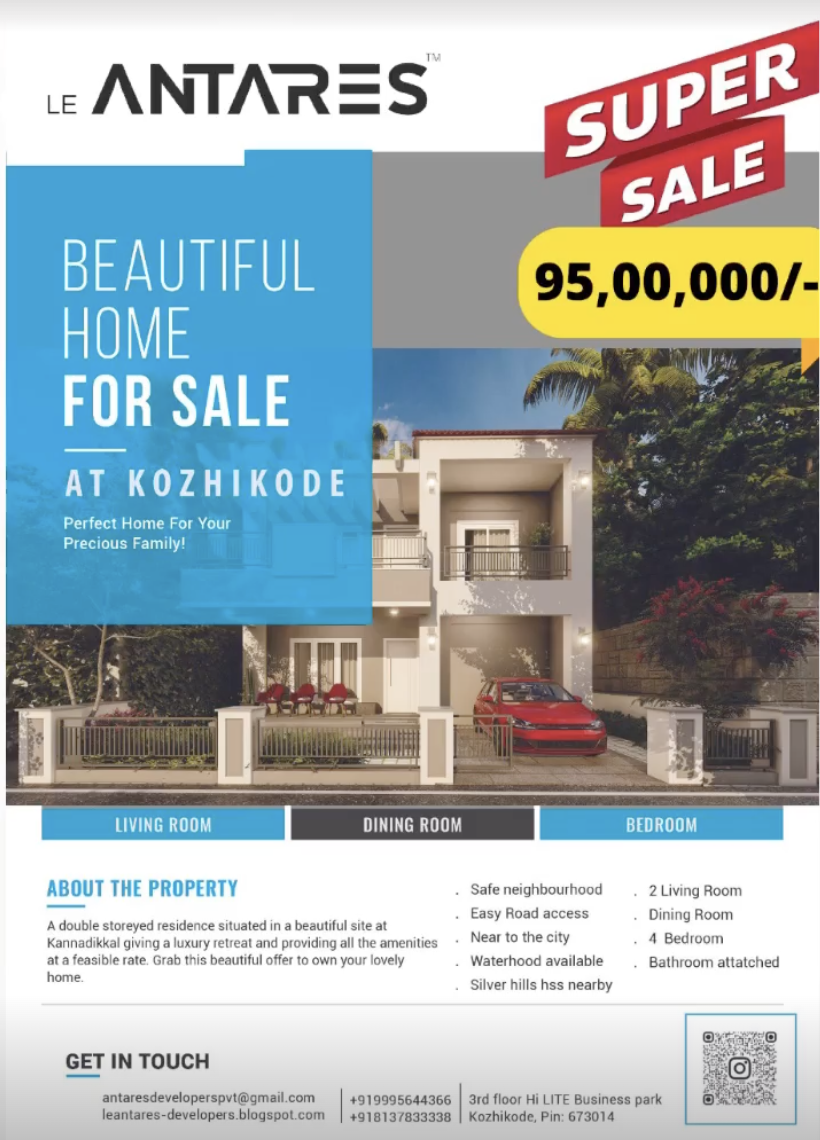 LE ANTARES™
SUPER
SALE
95,00,000/-
BEAUTIFUL
HOME
FOR SALE
AT KOZHIKODE
Perfect Home For Your
Precious Family!
LIVING ROOM
DINING ROOM
BEDROOM
ABOUT THE PROPERTY
A double storeyed residence situated in a beautiful site at
Kannadikkal giving a luxury retreat and providing all the amenities
at a feasible rate. Grab this beautiful offer to own your lovely
home.
. Safe neighbourhood
. Easy Road access
. Near to the city
. Waterhood available
. Silver hills hss nearby
. 2 Living Room
. Dining Room
. 4 Bedroom
. Bathroom attatched
GET IN TOUCH
antaresdeveloperspvt@gmail.com
leantares-developers.blogspot.com
+919995644366
+918137833338
3rd floor Hi LITE Business park
Kozhikode, Pin: 673014